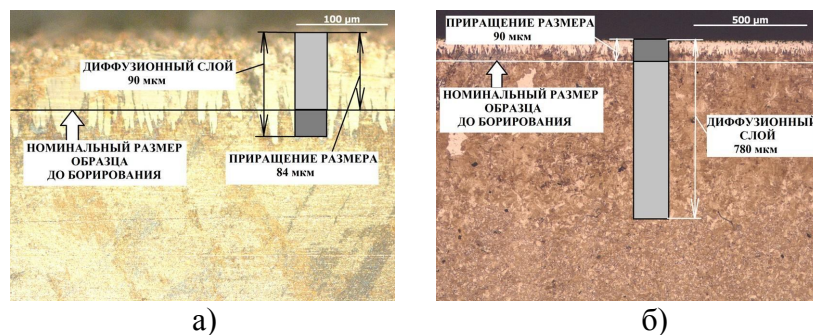 100 μm
ДИФФУЗИОННЫЙ СЛОЙ
90 мкм
НОМИНАЛЬНЫЙ РАЗМЕР
ОБРАЗЦА
ДО БОРИРОВАНИЯ
ПРИРАЩЕНИЕ РАЗМЕРА
84 мкм
а)
500 μm
ПРИРАЩЕНИЕ РАЗМЕРА
90 мкм
НОМИНАЛЬНЫЙ РАЗМЕР
ОБРАЗЦА
ДО БОРИРОВАНИЯ
ДИФФУЗИОННЫЙ
СЛОЙ
780 мкм
б)